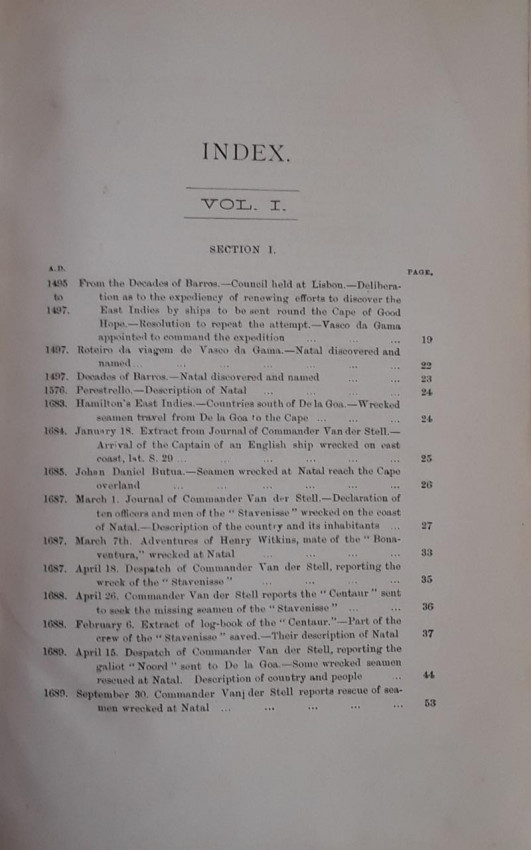 INDEX.
VOL. I.
SECTION I.
A.D. PAGE.
1495 From the Decades of Barros.—Council held at Lisbon.—Delibera-
to tion as to the expediency of renewing efforts to discover the
1497. East Indies by ships to be sent round the Cape of Good
Hope.—Resolution to repeat the attempt.—Vasco da Gama
appointed to command the expedition ... ... ... 19
1497. Roteiro da viagem de Vasco da Gama.—Natal discovered and
named ... ... ... ... ... ... ... 22
1497. Decades of Barros.—Natal discovered and named ... ... 23
1576. Perestrello.—Description of Natal ... ... ... ... 24
1683. Hamilton's East Indies.—Countries south of De la Goa.—Wrecked
seamen travel from De la Goa to the Cape ... ... ... 24
1684. January 18. Extract from Journal of Commander Van der Stell.—
Arrival of the Captain of an English ship wrecked on east
coast, lat. S. 29 ... ... ... ... ... ... 25
1685. Johan Daniel Butua.—Seamen wrecked at Natal reach the Cape
overland ... ... ... ... ... ... 26
1687. March 1. Journal of Commander Van der Stell.—Declaration of
ten officers and men of the "Stavenisse" wrecked on the coast
of Natal.—Description of the country and its inhabitants ... 27
1687. March 7th. Adventures of Henry Witkins, mate of the "Bona-
ventura," wrecked at Natal ... ... ... ... 33
1687. April 18. Despatch of Commander Van der Stell, reporting the
wreck of the "Stavenisse" ... ... ... ... 35
1688. April 26. Commander Van der Stell reports the "Centaur" sent
to seek the missing seamen of the "Stavenisse" ... ... 36
1688. February 6. Extract of log-book of the "Centaur."—Part of the
crew of the "Stavenisse" saved.—Their description of Natal 37
1689. April 15. Despatch of Commander Van der Stell, reporting the
galiot "Noord" sent to De la Goa.—Some wrecked seamen
rescued at Natal. Description of country and people ... 44
1689. September 30. Commander Van der Stell reports rescue of sea-
men wrecked at Natal ... ... ... ... ... 53